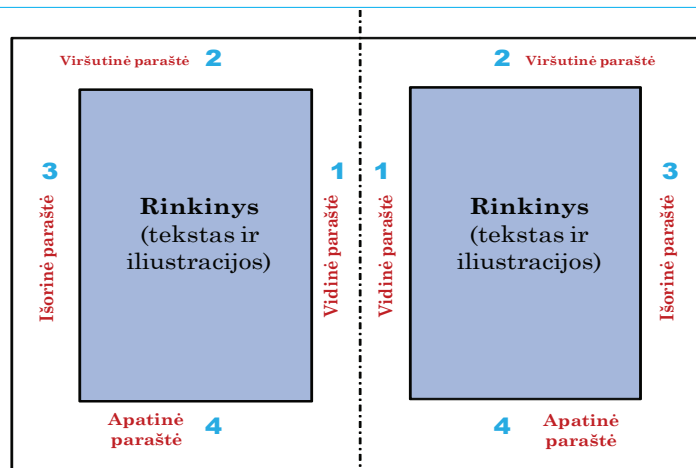 Viršutinė paraštė 2
2 Viršutinė paraštė
3
1
1
3
Išorinė paraštė
Rinkinys
(tekstas ir
iliustracijos)
Vidinė paraštė
Vidinė paraštė
Rinkinys
(tekstas ir
iliustracijos)
Išorinė paraštė
Apatinė
paraštė 4
4 Apatinė
paraštė